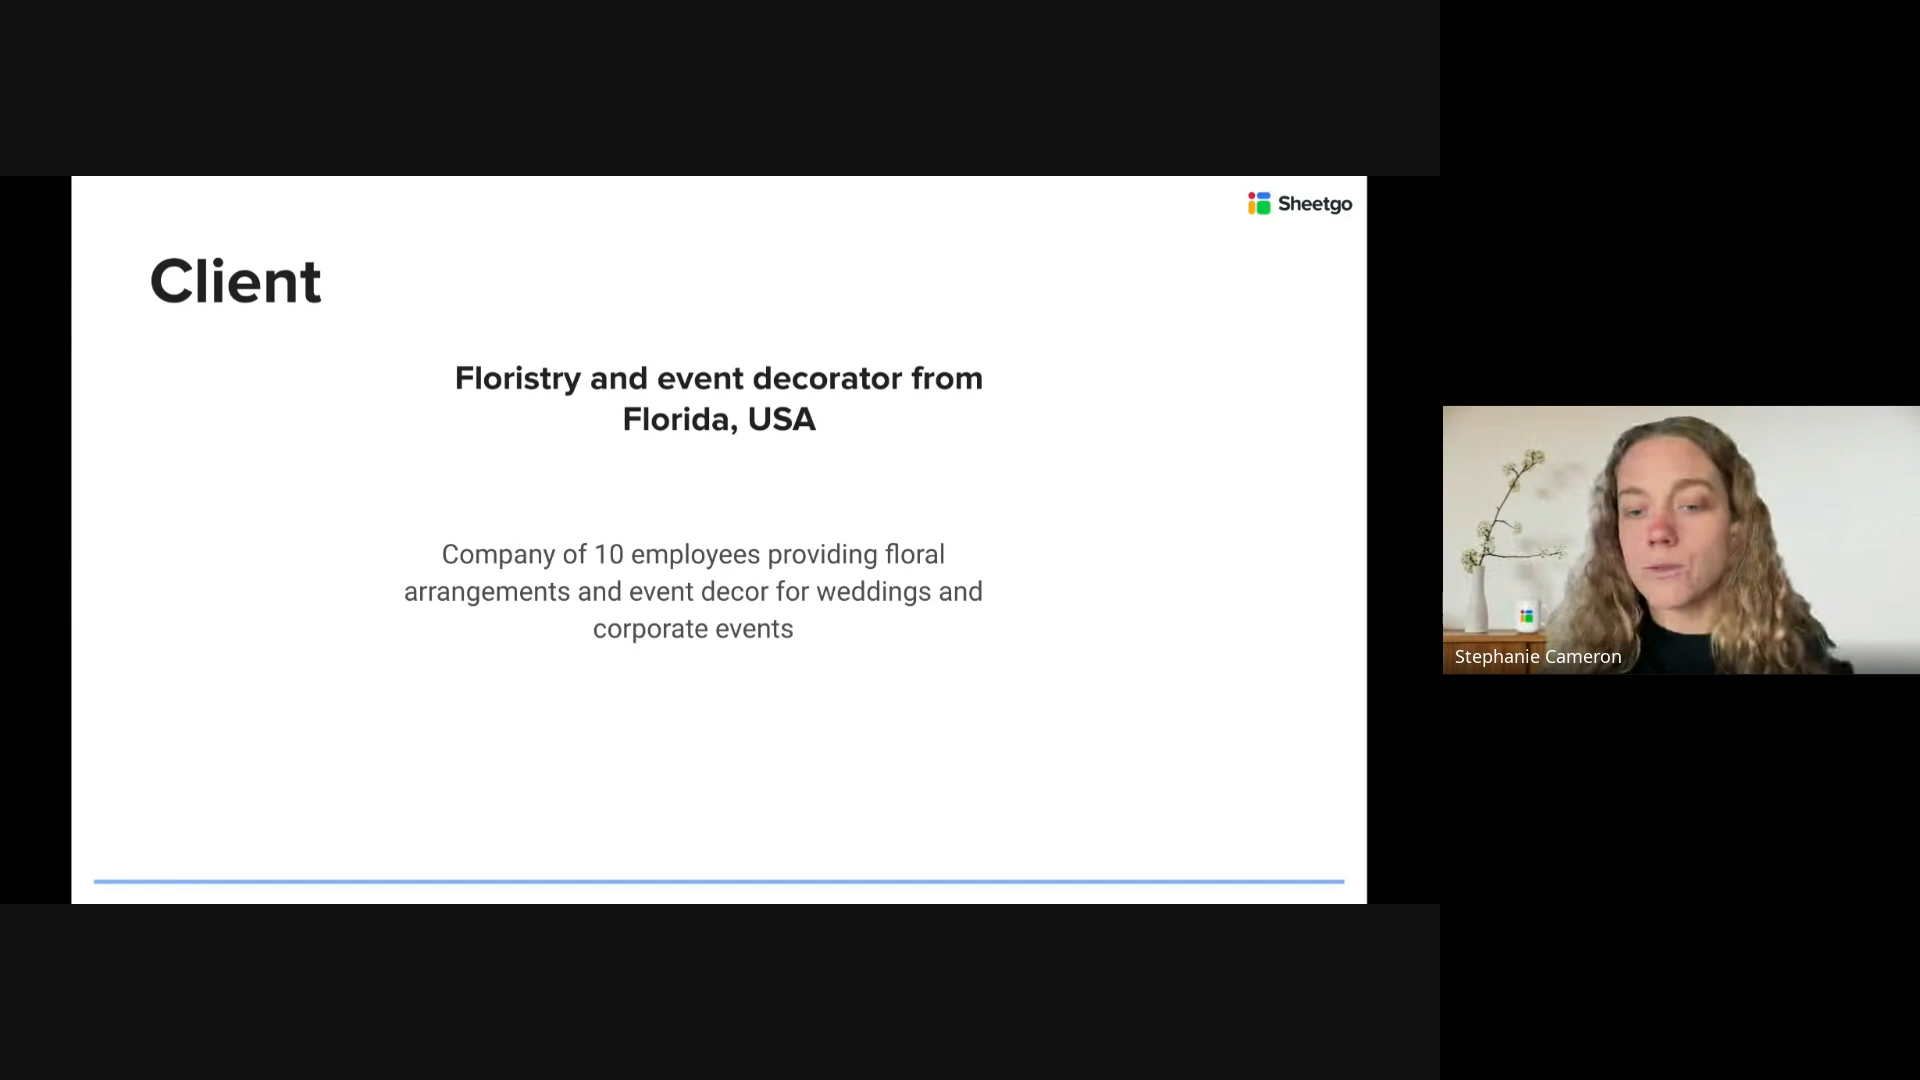 Sheetgo
Client
Floristry and event decorator from
Florida, USA
Company of 10 employees providing floral
arrangements and event decor for weddings and
corporate events
Stephanie Cameron